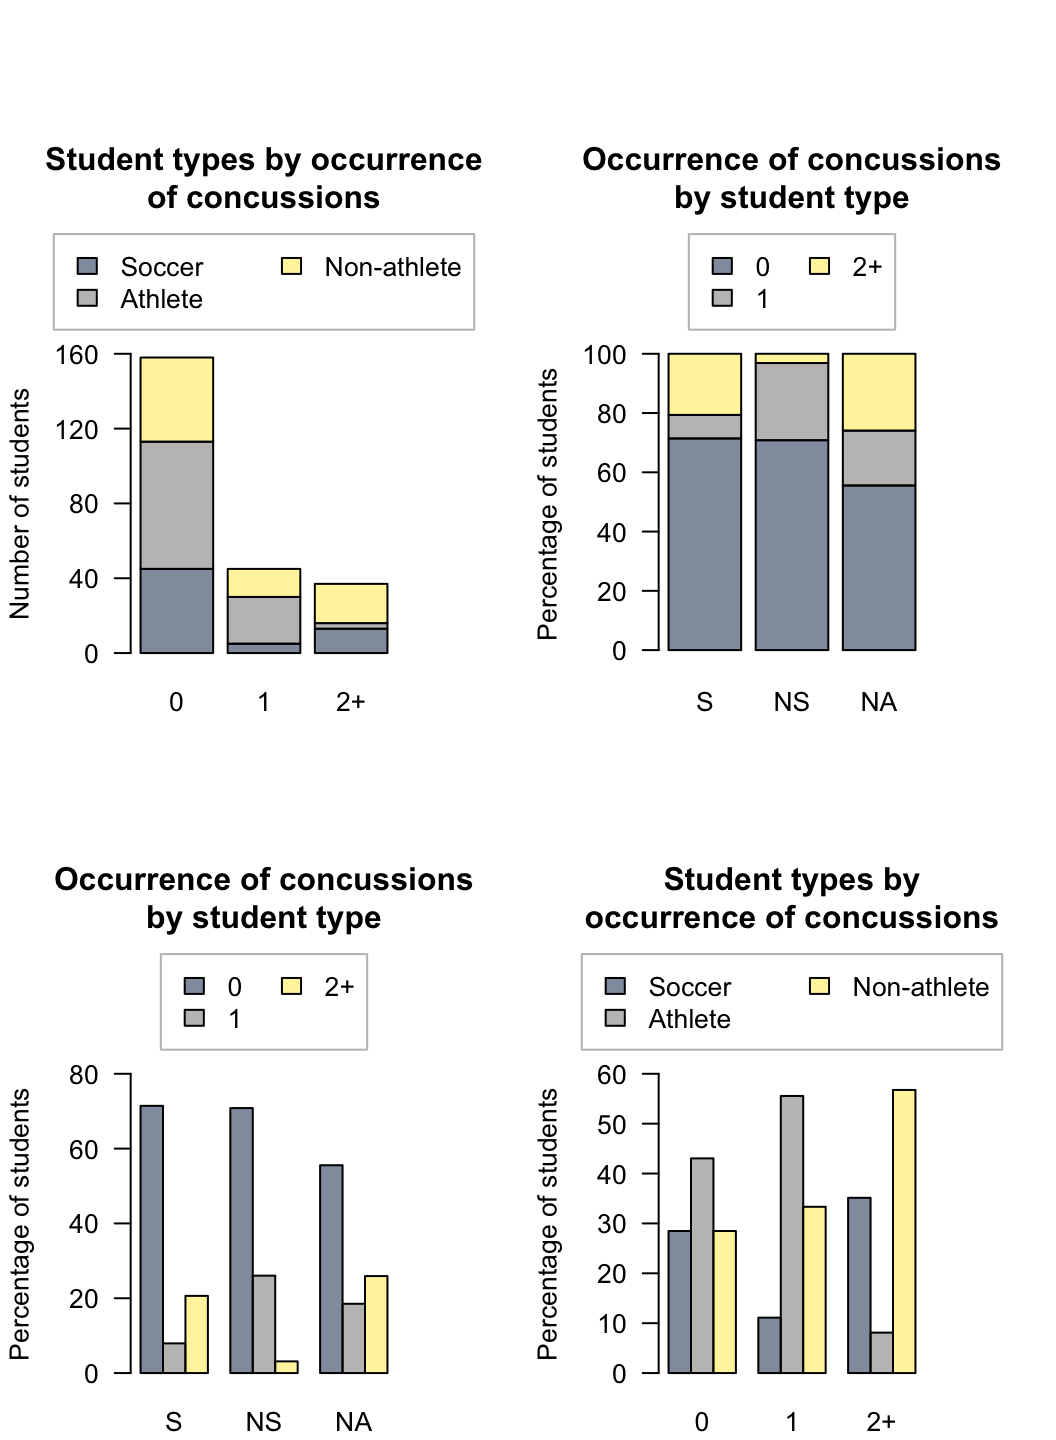 Student types by occurrence
of concussions
Soccer Non-athlete
Athlete
Number of students
160
120
80
40
0
0 1 2+
Occurrence of concussions
by student type
0 2+
1
Percentage of students
100
80
60
40
20
0
S NS NA
Occurrence of concussions
by student type
0 2+
1
Percentage of students
80
60
40
20
0
S NS NA
Student types by
occurrence of concussions
Soccer Non-athlete
Athlete
Percentage of students
60
50
40
30
20
10
0
0 1 2+